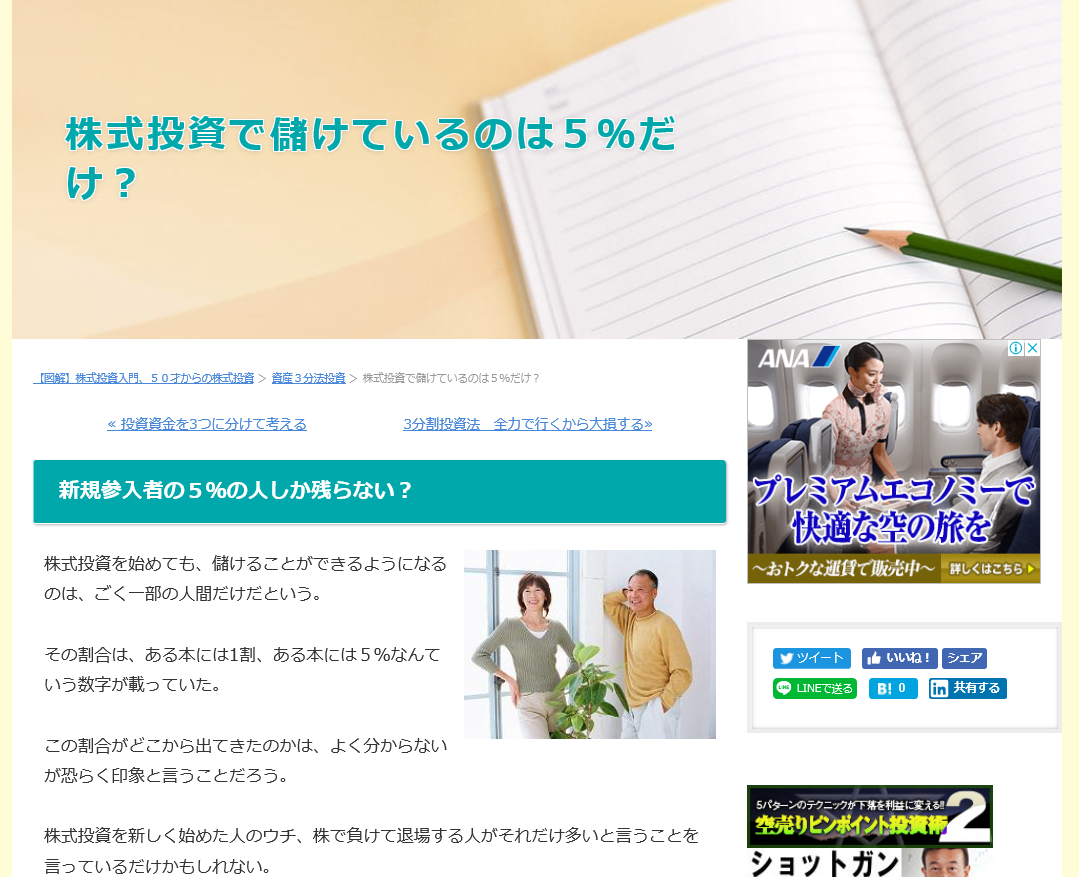 株式投資で儲けているのは５％だ
け？
【図解】株式投資入門、５０才からの株式投資 ＞ 資産３分法投資 ＞ 株式投資で儲けているのは５％だけ？
« 投資資金を3つに分けて考える
3分割投資法　全力で行くから大損する»
新規参入者の５％の人しか残らない？
株式投資を始めても、儲けることができるようになる
のは、ごく一部の人間だけだという。
その割合は、ある本には1割、ある本には５％なんて
いう数字が載っていた。
この割合がどこから出てきたのかは、よく分からない
が恐らく印象と言うことだろう。
株式投資を新しく始めた人のウチ、株で負けて退場する人がそれだけ多いと言うことを
言っているだけかもしれない。
ANA
プレミアムエコノミーで
快適な空の旅を
～おトクな運賃で販売中～
詳しくはこちら
ツイート
いいね！
シェア
LINE
LINEで送る
B! 0
in 共有する
5パターンのテクニックが下落を利益に変える!!
空売りピンポイント投資術 2
ショットガン